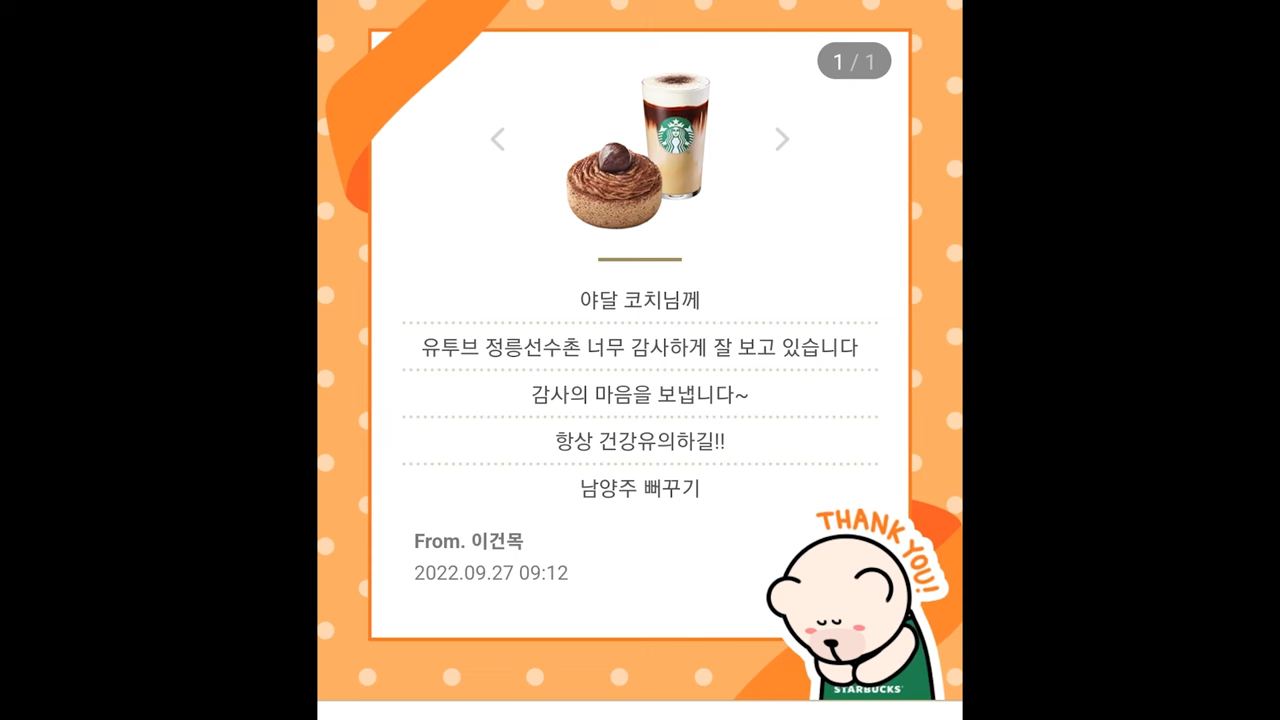 1 / 1
야달 코치님께
유투브 정릉선수촌 너무 감사하게 잘 보고 있습니다
감사의 마음을 보냅니다~
항상 건강유의하길!!
남양주 뻐꾸기
From. 이건목
2022.09.27 09:12
THANK YOU!
STARBUCKS